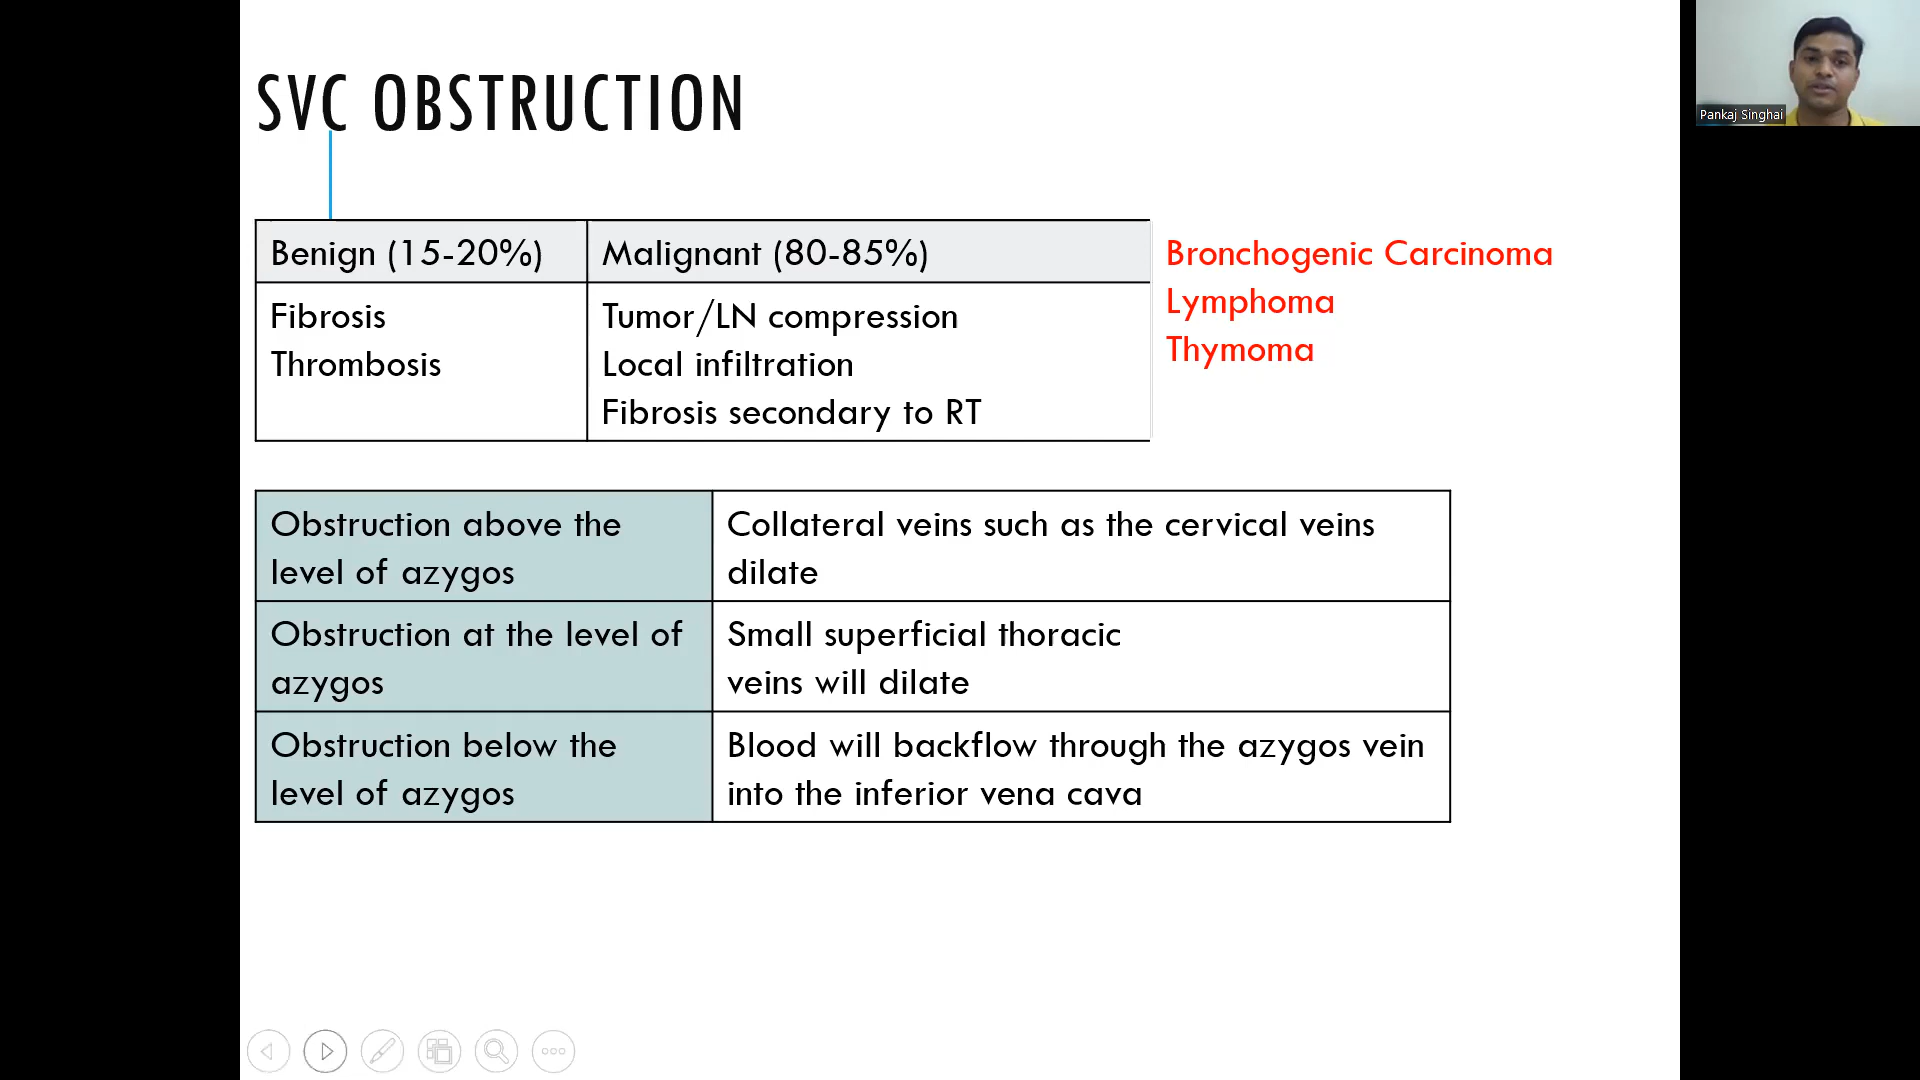 SVC OBSTRUCTION
Pankaj Singhai
Benign (15-20%)
Malignant (80-85%)
Bronchogenic Carcinoma
Lymphoma
Thymoma
Fibrosis
Thrombosis
Tumor/LN compression
Local infiltration
Fibrosis secondary to RT
Obstruction above the
level of azygos
Collateral veins such as the cervical veins
dilate
Obstruction at the level of
azygos
Small superficial thoracic
veins will dilate
Obstruction below the
level of azygos
Blood will backflow through the azygos vein
into the inferior vena cava